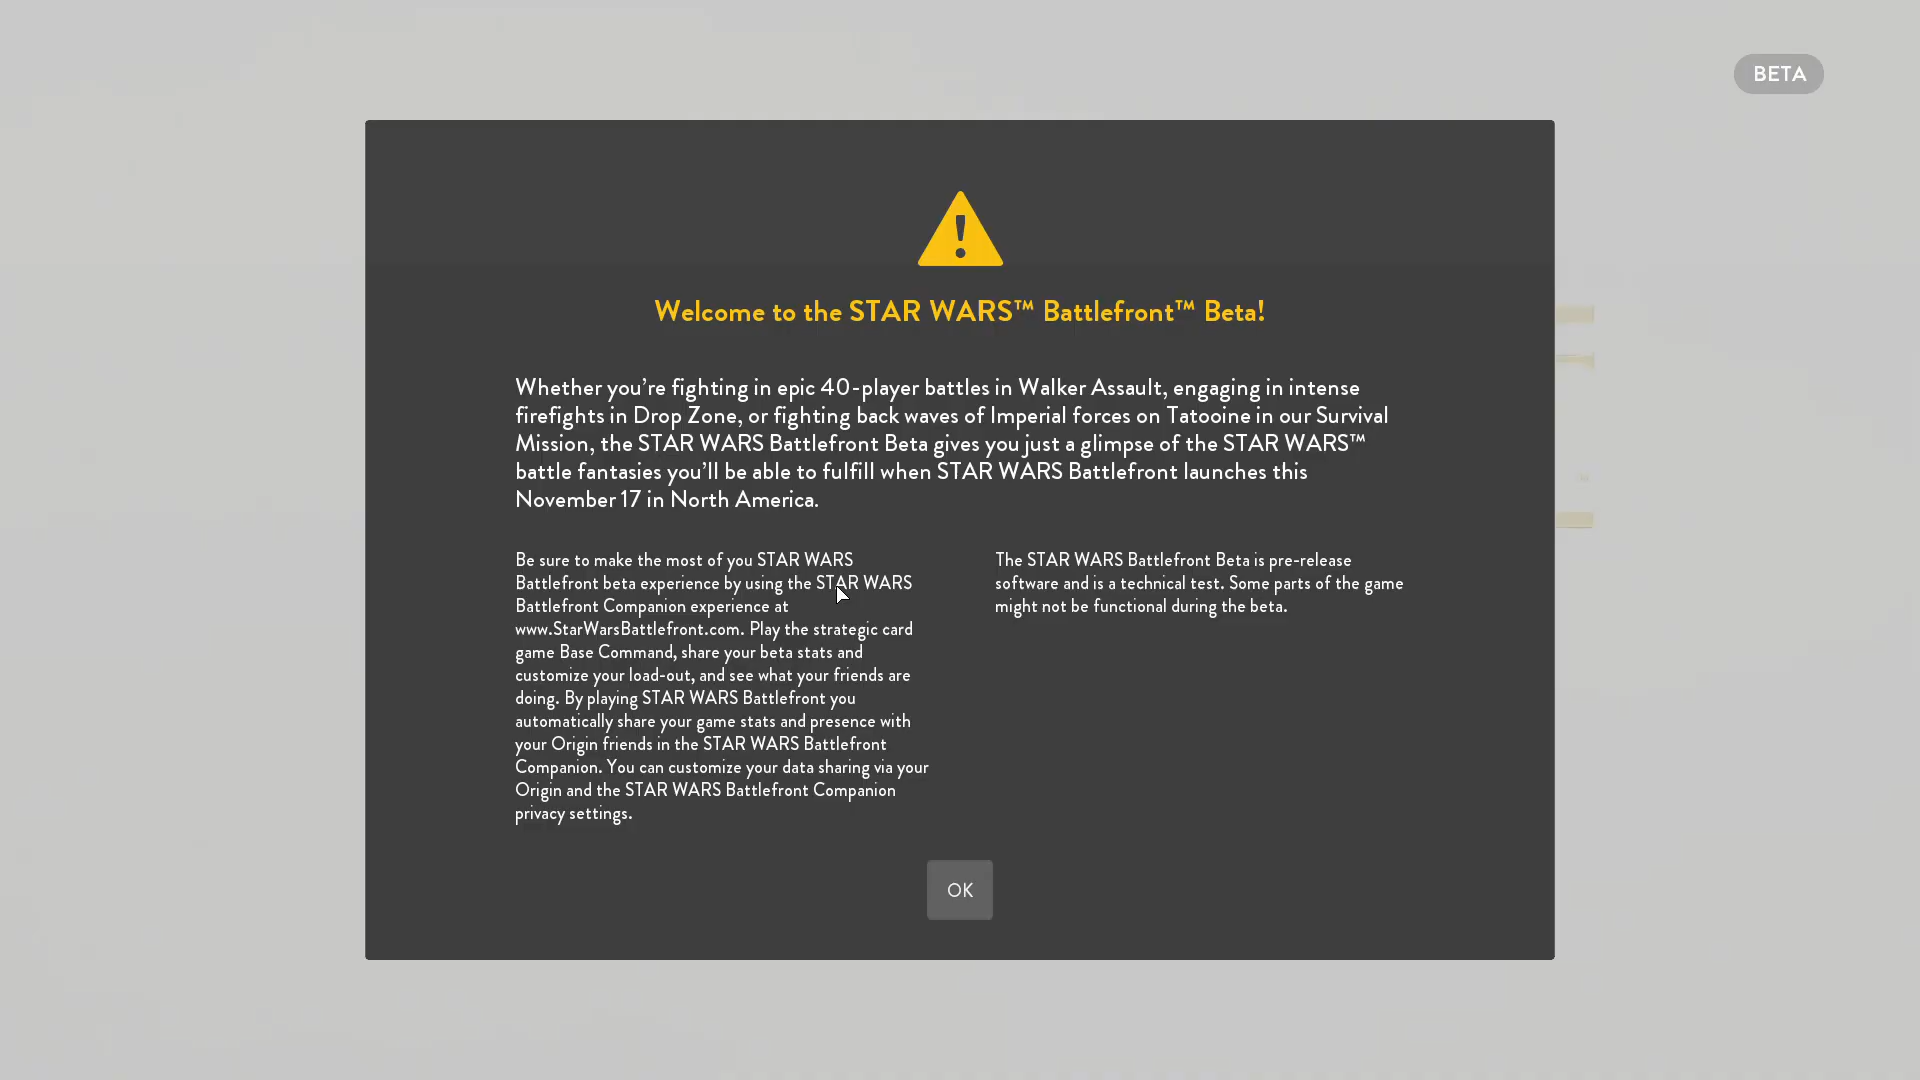 BETA
!
Welcome to the STAR WARS™ Battlefront™ Beta!
Whether you’re fighting in epic 40-player battles in Walker Assault, engaging in intense
firefights in Drop Zone, or fighting back waves of Imperial forces on Tatooine in our Survival
Mission, the STAR WARS Battlefront Beta gives you just a glimpse of the STAR WARS™
battle fantasies you’ll be able to fulfill when STAR WARS Battlefront launches this
November 17 in North America.
Be sure to make the most of you STAR WARS
Battlefront beta experience by using the STAR WARS
Battlefront Companion experience at
www.StarWarsBattlefront.com. Play the strategic card
game Base Command, share your beta stats and
customize your load-out, and see what your friends are
doing. By playing STAR WARS Battlefront you
automatically share your game stats and presence with
your Origin friends in the STAR WARS Battlefront
Companion. You can customize your data sharing via your
Origin and the STAR WARS Battlefront Companion
privacy settings.
The STAR WARS Battlefront Beta is pre-release
software and is a technical test. Some parts of the game
might not be functional during the beta.
OK